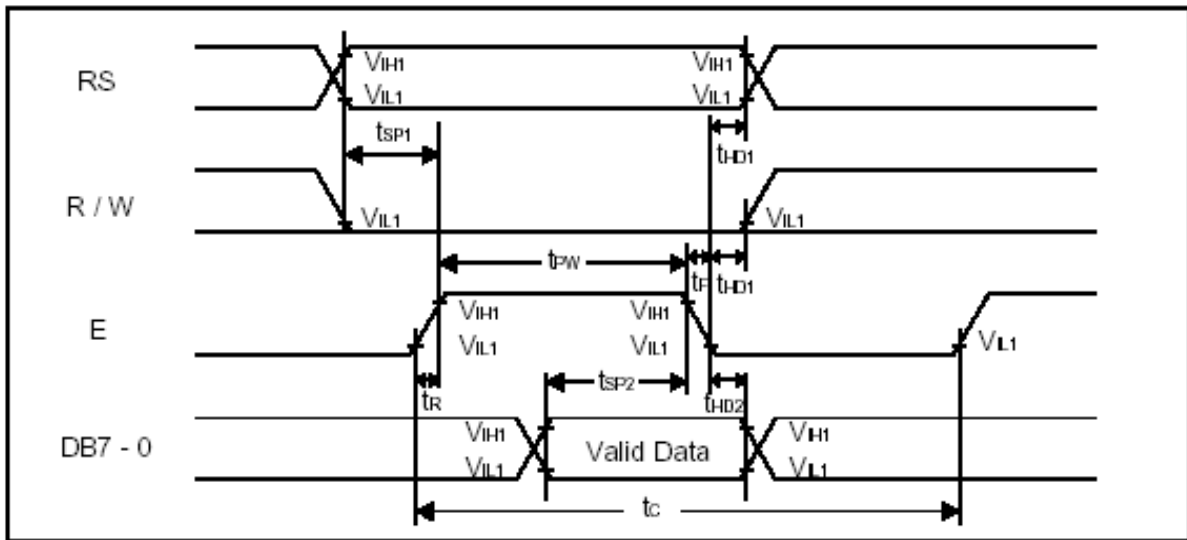 RS
VIH1 VIH1
VIL1 VIL1
tSP1 tHD1
R / W
VIL1 VIL1
tPW tF tHD1
E
VIH1 VIH1
VIL1 VIL1 VIL1
tR tSP2 tHD2
DB7 - 0
VIH1 Valid Data VIH1
VIL1 VIL1
tC